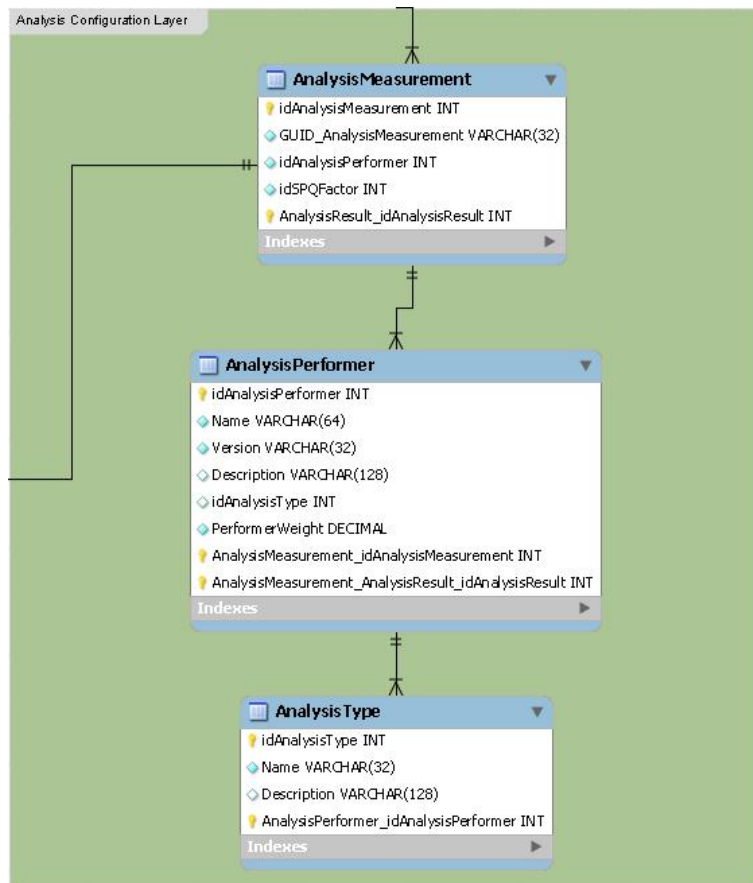 Analysis Configuration Layer
AnalysisMeasurement
idAnalysisMeasurement INT
GUID_AnalysisMeasurement VARCHAR(32)
idAnalysisPerformer INT
idSPQFactor INT
AnalysisResult_idAnalysisResult INT
Indexes
AnalysisPerformer
idAnalysisPerformer INT
Name VARCHAR(64)
Version VARCHAR(32)
Description VARCHAR(128)
idAnalysisType INT
PerformerWeight DECIMAL
AnalysisMeasurement_idAnalysisMeasurement INT
AnalysisMeasurement_AnalysisResult_idAnalysisResult INT
Indexes
AnalysisType
idAnalysisType INT
Name VARCHAR(32)
Description VARCHAR(128)
AnalysisPerformer_idAnalysisPerformer INT
Indexes